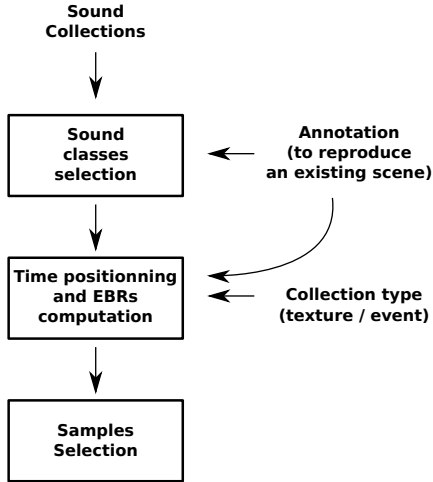 Sound
Collections
Sound
classes
selection
Annotation
(to reproduce
an existing scene)
Time positionning
and EBRs
computation
Collection type
(texture / event)
Samples
Selection